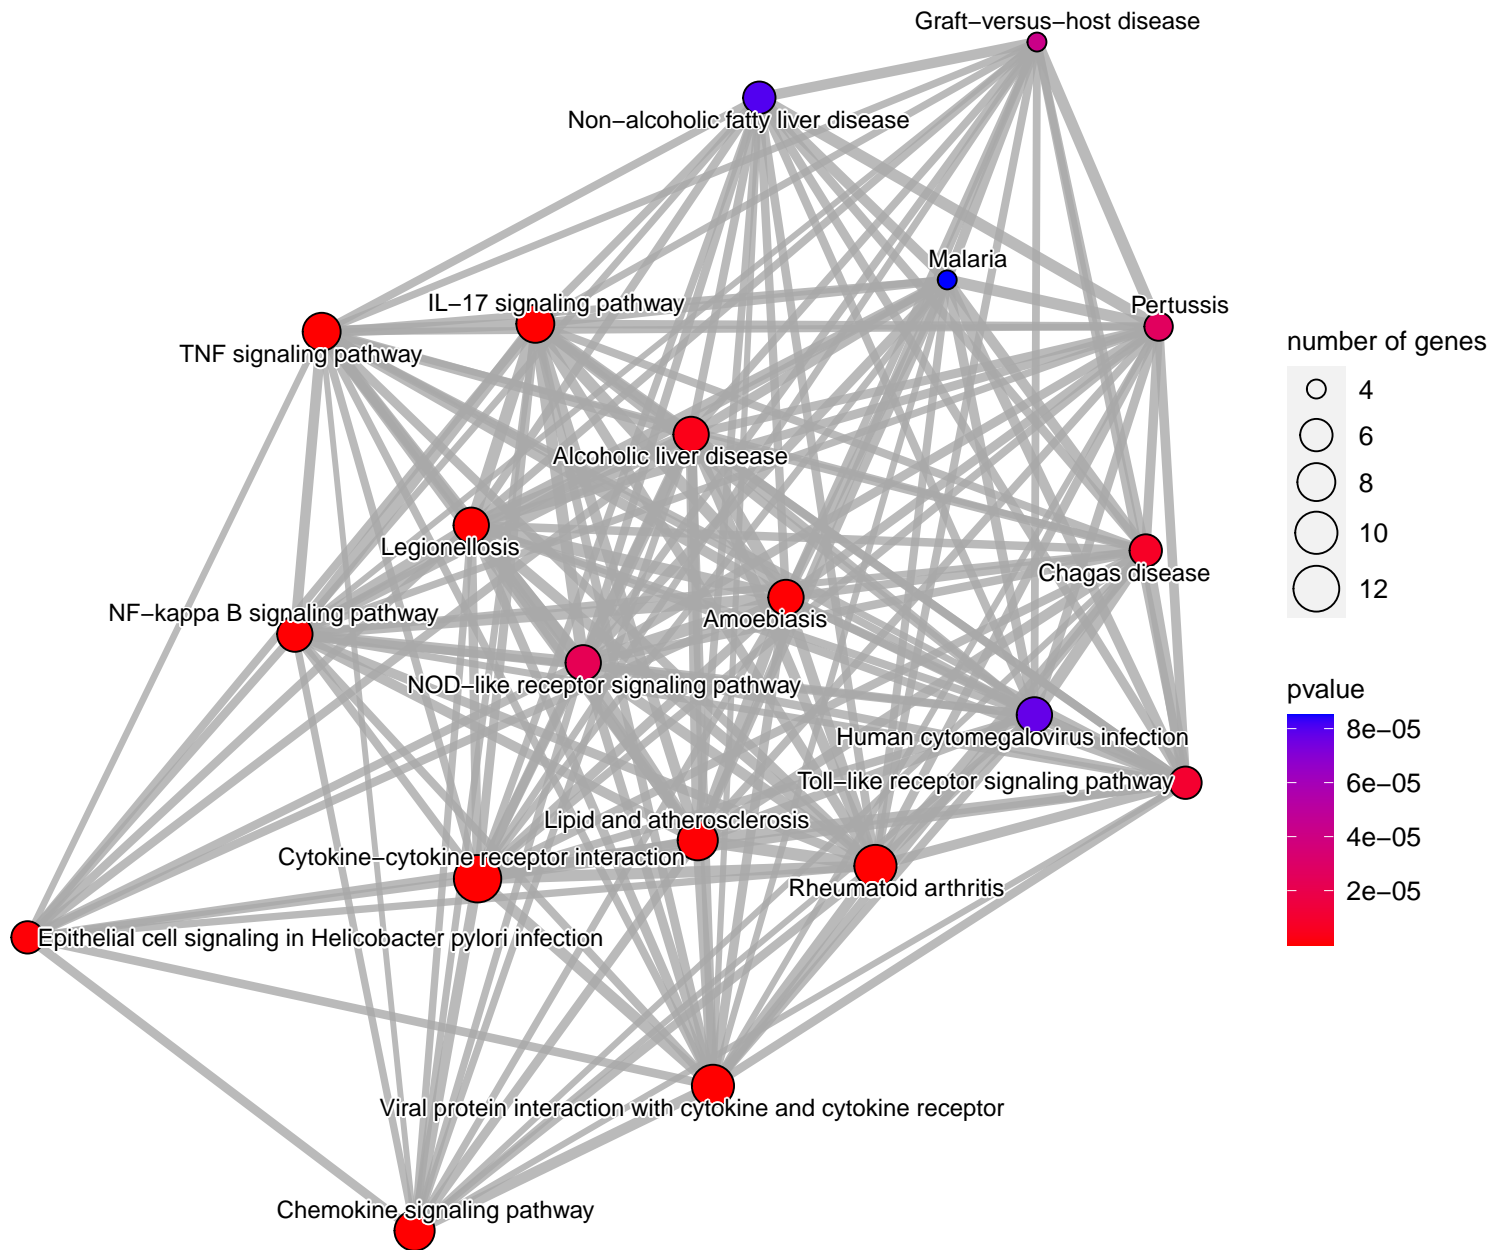 Graft−versus−host disease
Non−alcoholic fatty liver disease
Malaria
IL−17 signaling pathway
Pertussis
TNF signaling pathway
Alcoholic liver disease
Legionellosis
Chagas disease
NF−kappa B signaling pathway
Amoebiasis
NOD−like receptor signaling pathway
Human cytomegalovirus infection
Toll−like receptor signaling pathway
Lipid and atherosclerosis
Cytokine−cytokine receptor interaction
Rheumatoid arthritis
Epithelial cell signaling in Helicobacter pylori infection
Viral protein interaction with cytokine and cytokine receptor
Chemokine signaling pathway
number of genes
4
6
8
10
12
pvalue
8e−05
6e−05
4e−05
2e−05